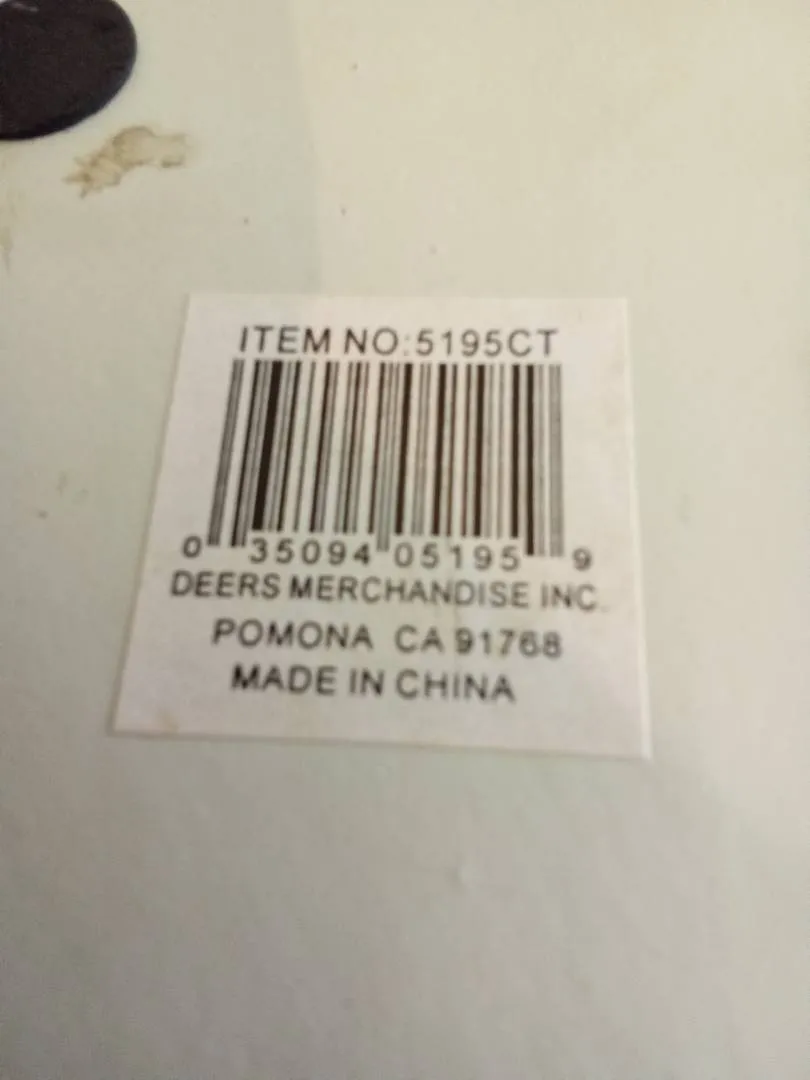 ITEM NO:5195CT
0 35094 05195 9
DEERS MERCHANDISE INC.
POMONA CA 91768
MADE IN CHINA